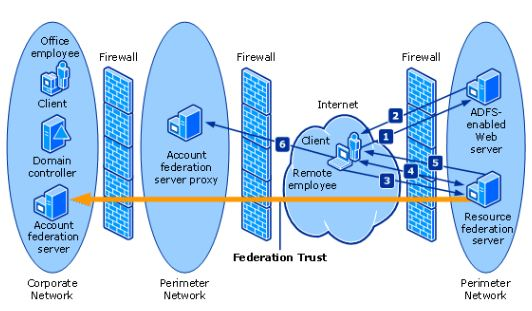 Office
employee
Client
Domain
controller
Account
federation
server
Corporate
Network
Firewall
Account
federation
server proxy
Perimeter
Network
Firewall
Internet
Client
Remote
employee
Federation Trust
Firewall
1
2
3
4
5
6
ADFS-
enabled
Web
server
Resource
federation
server
Perimeter
Network